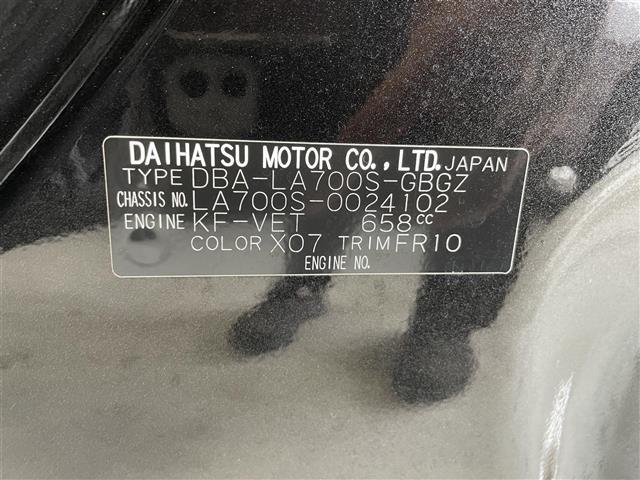 DAIHATSU MOTOR CO.,LTD. JAPAN
TYPE DBA-LA700S-GBGZ
CHASSIS NO. LA700S-0024102
ENGINE KF-VET 658cc
COLOR X07 TRIM FR10
ENGINE NO.